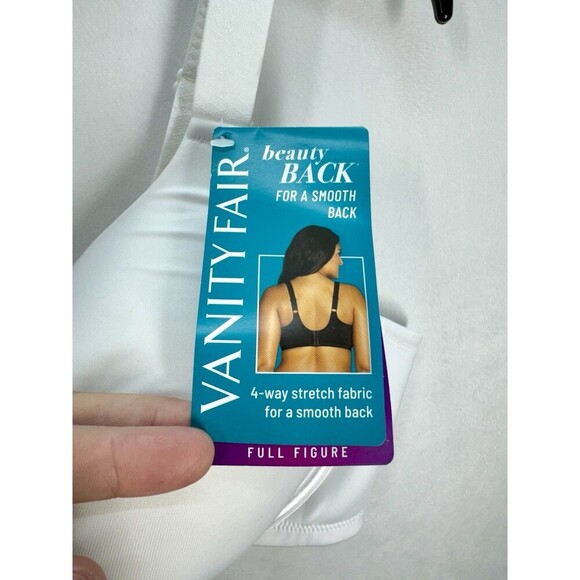 VANITY FAIR®
beauty
BACK
FOR A SMOOTH
BACK
4-way stretch fabric
for a smooth back
FULL FIGURE